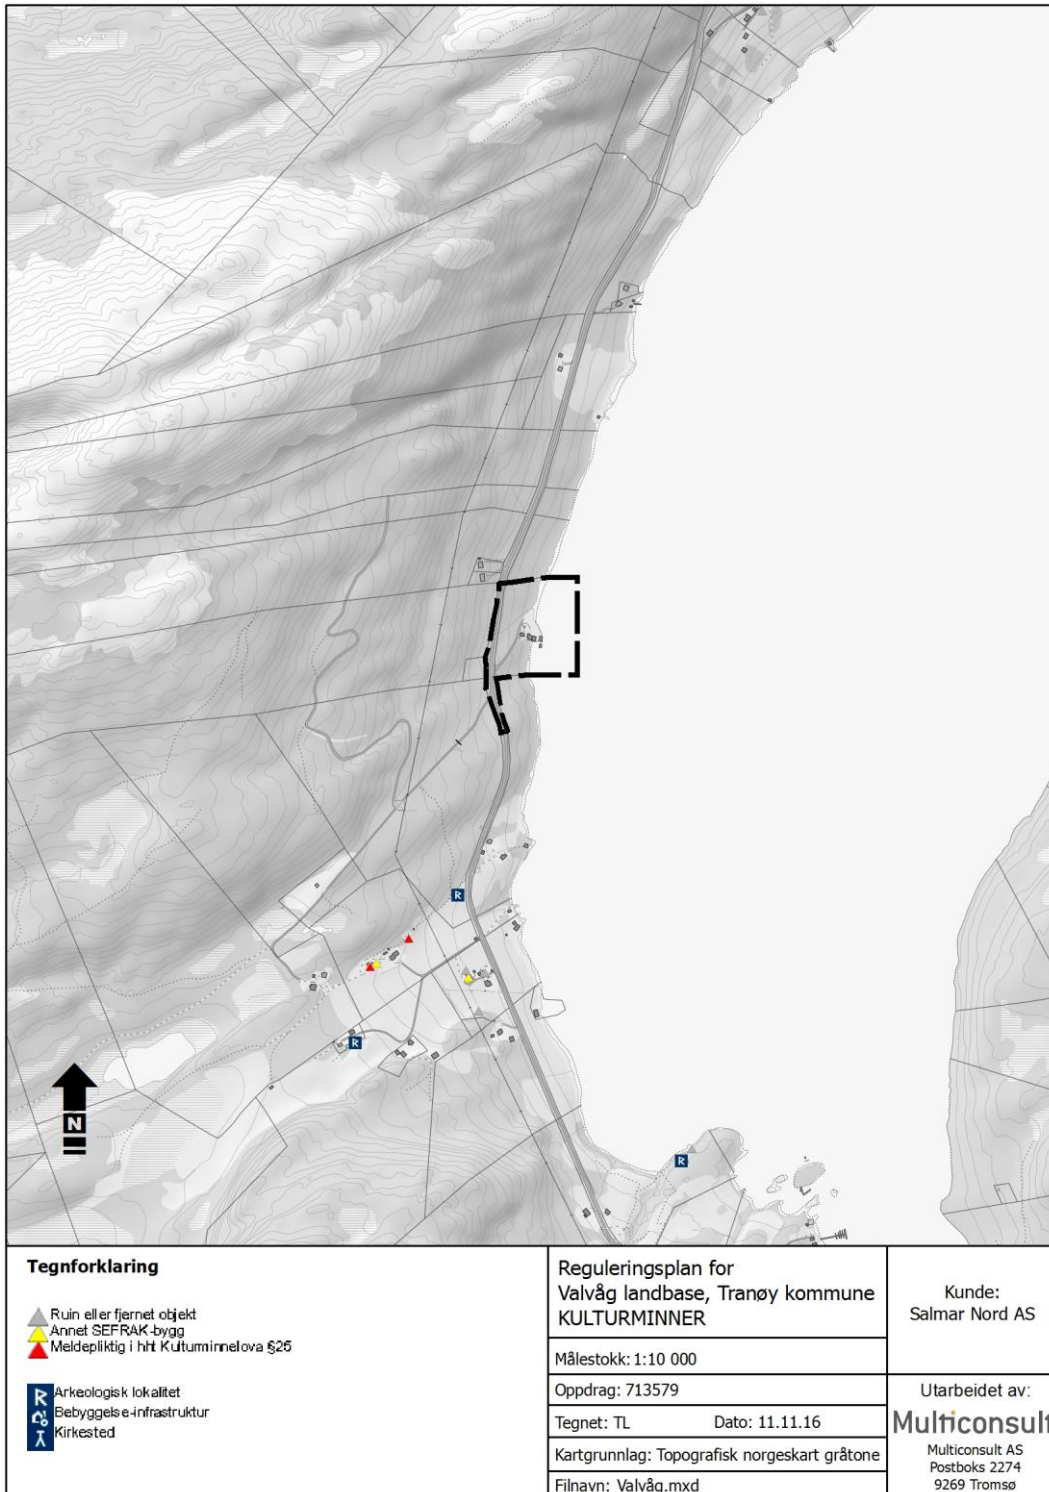 N
Tegnforklaring
Ruin eller fjernet objekt
Annet SEFRAK-bygg
Meldepliktig i hht Kulturminnelova §25
R Arkeologisk lokalitet
Bebyggelse-infrastruktur
Kirkested
Reguleringsplan for
Valvåg landbase, Tranøy kommune
KULTURMINNER
Målestokk: 1:10 000
Oppdrag: 713579
Tegnet: TL Dato: 11.11.16
Kartgrunnlag: Topografisk norgeskart gråtone
Filnavn: Valvåg.mxd
Kunde:
Salmar Nord AS
Utarbeidet av:
Multiconsult
Multiconsult AS
Postboks 2274
9269 Tromsø